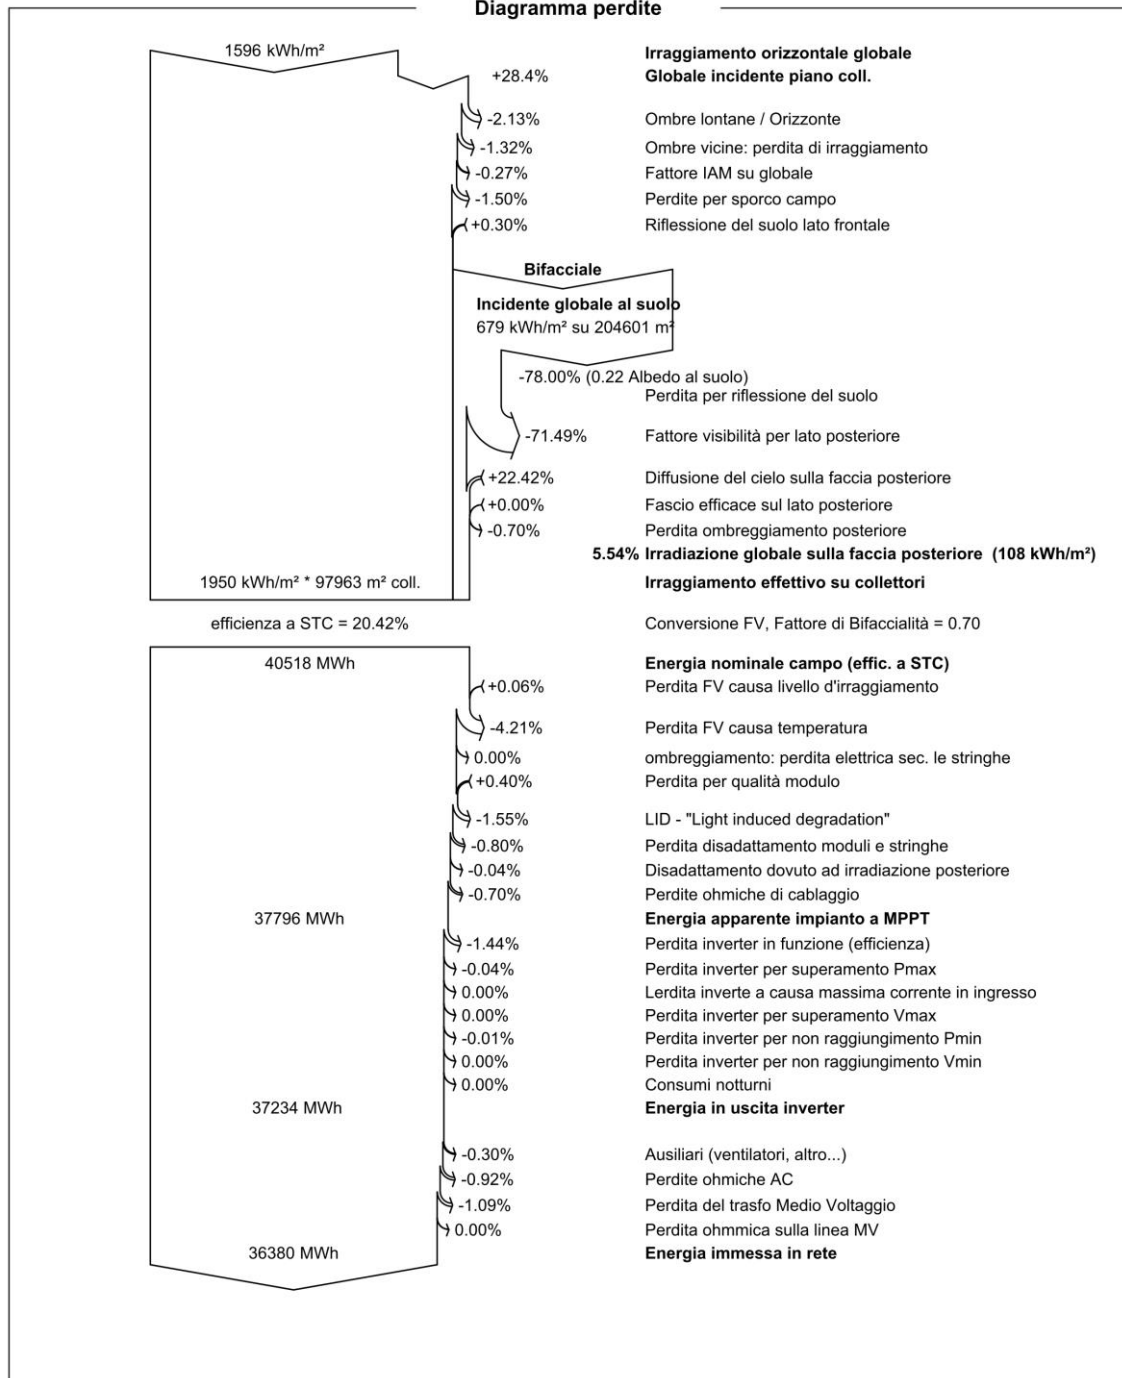 Diagramma perdite
1596 kWh/m²
Irraggiamento orizzontale globale
+28.4% Globale incidente piano coll.
-2.13% Ombre lontane / Orizzonte
-1.32% Ombre vicine: perdita di irraggiamento
-0.27% Fattore IAM su globale
-1.50% Perdite per sporco campo
+0.30% Riflessione del suolo lato frontale
Bifacciale
Incidente globale al suolo
679 kWh/m² su 204601 m²
-78.00% (0.22 Albedo al suolo)
Perdita per riflessione del suolo
-71.49% Fattore visibilità per lato posteriore
+22.42% Diffusione del cielo sulla faccia posteriore
+0.00% Fascio efficace sul lato posteriore
-0.70% Perdita ombreggiamento posteriore
5.54% Irradiazione globale sulla faccia posteriore (108 kWh/m²)
1950 kWh/m² * 97963 m² coll. Irraggiamento effettivo su collettori
efficienza a STC = 20.42% Conversione FV, Fattore di Bifaccialità = 0.70
40518 MWh Energia nominale campo (effic. a STC)
+0.06% Perdita FV causa livello d'irraggiamento
-4.21% Perdita FV causa temperatura
0.00% ombreggiamento: perdita elettrica sec. le stringhe
+0.40% Perdita per qualità modulo
-1.55% LID - "Light induced degradation"
-0.80% Perdita disadattamento moduli e stringhe
-0.04% Disadattamento dovuto ad irradiazione posteriore
-0.70% Perdite ohmiche di cablaggio
37796 MWh Energia apparente impianto a MPPT
-1.44% Perdita inverter in funzione (efficienza)
-0.04% Perdita inverter per superamento Pmax
0.00% Lerdita inverte a causa massima corrente in ingresso
0.00% Perdita inverter per superamento Vmax
-0.01% Perdita inverter per non raggiungimento Pmin
0.00% Perdita inverter per non raggiungimento Vmin
0.00% Consumi notturni
37234 MWh Energia in uscita inverter
-0.30% Ausiliari (ventilatori, altro...)
-0.92% Perdite ohmiche AC
-1.09% Perdita del trasfo Medio Voltaggio
0.00% Perdita ohmmica sulla linea MV
36380 MWh Energia immessa in rete